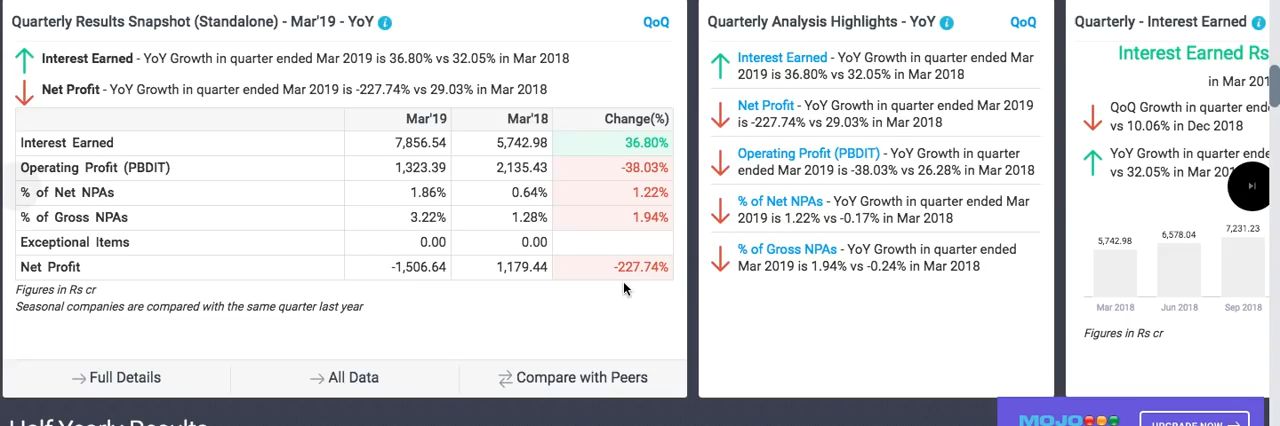 Quarterly Results Snapshot (Standalone) - Mar'19 - YoY
QoQ
Interest Earned - YoY Growth in quarter ended Mar 2019 is 36.80% vs 32.05% in Mar 2018
Net Profit - YoY Growth in quarter ended Mar 2019 is -227.74% vs 29.03% in Mar 2018
Mar'19 Mar'18 Change(%)
Interest Earned 7,856.54 5,742.98 36.80%
Operating Profit (PBDIT) 1,323.39 2,135.43 -38.03%
% of Net NPAs 1.86% 0.64% 1.22%
% of Gross NPAs 3.22% 1.28% 1.94%
Exceptional Items 0.00 0.00
Net Profit -1,506.64 1,179.44 -227.74%
Figures in Rs cr
Seasonal companies are compared with the same quarter last year
Full Details
All Data
Compare with Peers
Quarterly Analysis Highlights - YoY
QoQ
Interest Earned - YoY Growth in quarter ended Mar
2019 is 36.80% vs 32.05% in Mar 2018
Net Profit - YoY Growth in quarter ended Mar 2019
is -227.74% vs 29.03% in Mar 2018
Operating Profit (PBDIT) - YoY Growth in quarter
ended Mar 2019 is -38.03% vs 26.28% in Mar 2018
% of Net NPAs - YoY Growth in quarter ended Mar
2019 is 1.22% vs -0.17% in Mar 2018
% of Gross NPAs - YoY Growth in quarter ended
Mar 2019 is 1.94% vs -0.24% in Mar 2018
Quarterly - Interest Earned
Interest Earned Rs
in Mar 201
QoQ Growth in quarter ende
vs 10.06% in Dec 2018
YoY Growth in quarter ende
vs 32.05% in Mar 201
5,742.98 6,578.04 7,231.23
Mar 2018 Jun 2018 Sep 2018
Figures in Rs cr
Half Yearly Results
MOJO
UPGRADE NOW